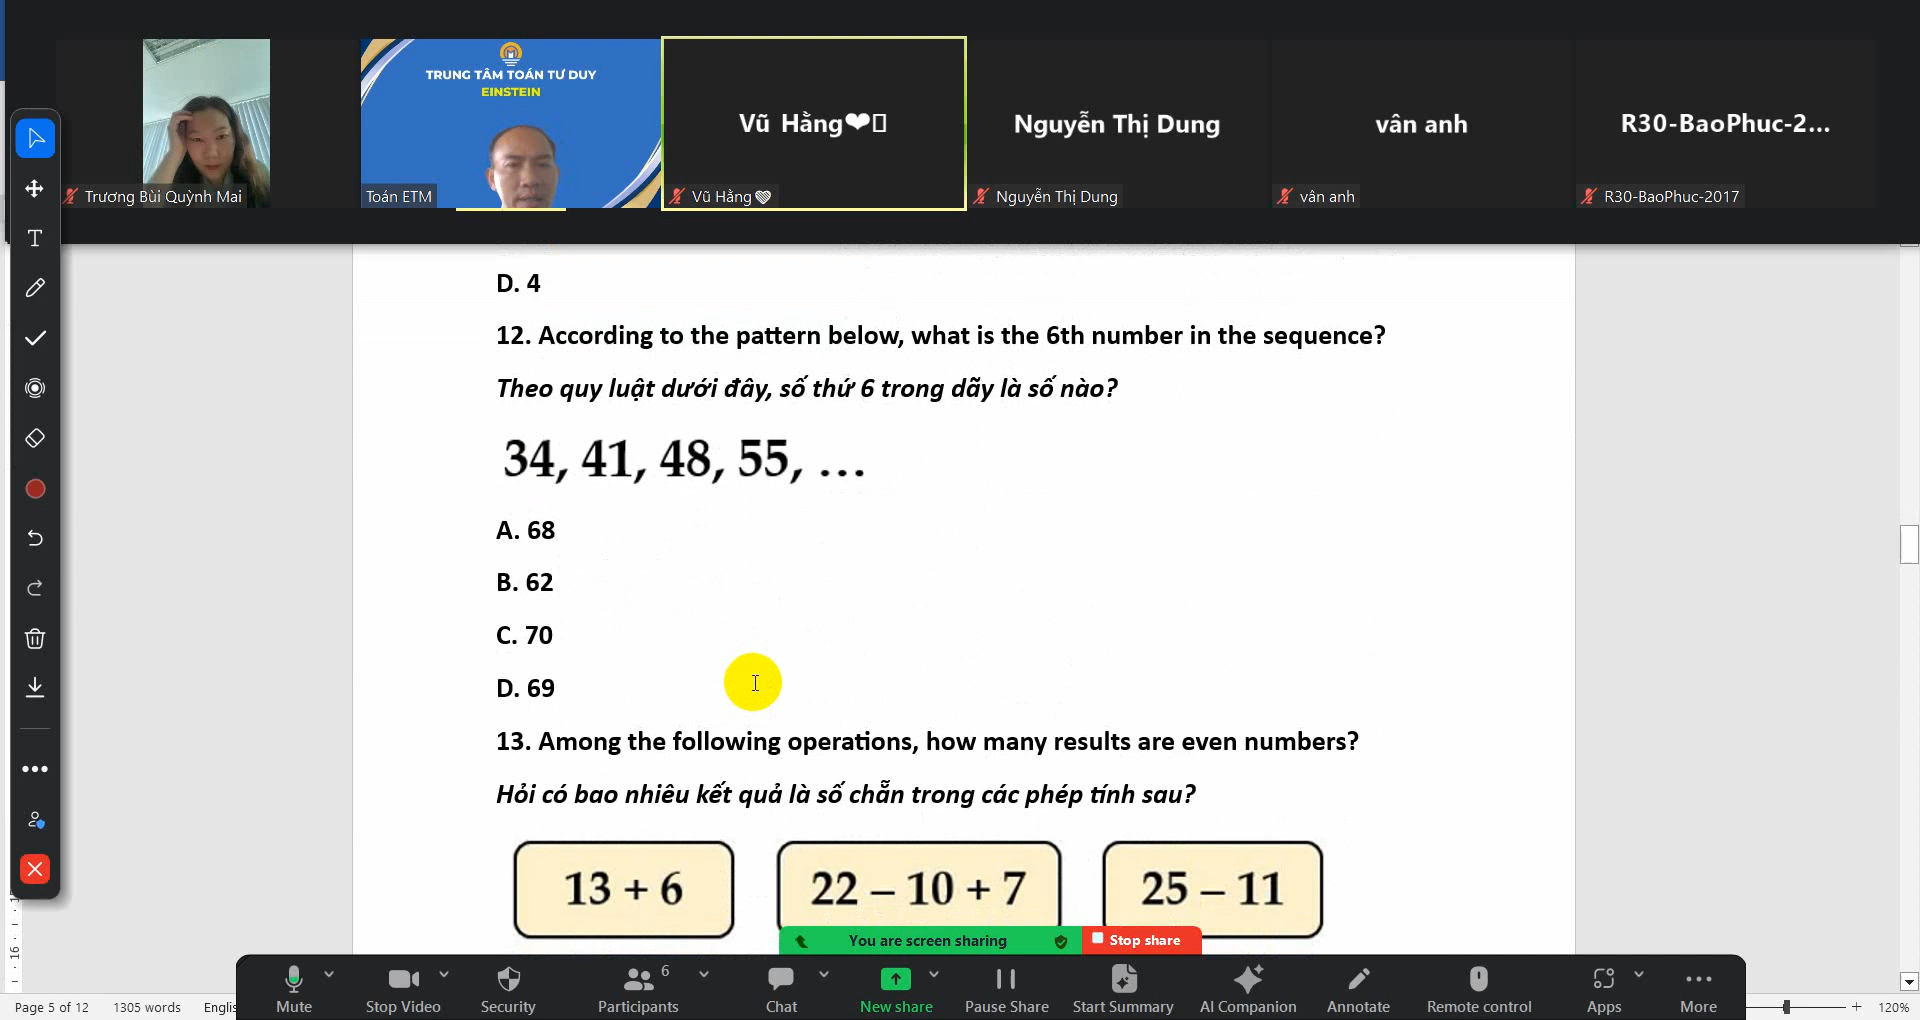 TRUNG TÂM TOÁN TƯ DUY
EINSTEIN
Vũ Hằng❤
Nguyễn Thị Dung
vân anh
R30-BaoPhuc-2...
Trương Bùi Quỳnh Mai
Toán ETM
Vũ Hằng
Nguyễn Thị Dung
vân anh
R30-BaoPhuc-2017
D. 4
12. According to the pattern below, what is the 6th number in the sequence?
Theo quy luật dưới đây, số thứ 6 trong dãy là số nào?
34, 41, 48, 55, ...
A. 68
B. 62
C. 70
D. 69
13. Among the following operations, how many results are even numbers?
Hỏi có bao nhiêu kết quả là số chẵn trong các phép tính sau?
13 + 6
22 – 10 + 7
25 – 11
You are screen sharing
Stop share
16
6
Mute
Stop Video
Security
Participants
Chat
New share
Pause Share
Start Summary
AI Companion
Annotate
Remote control
Apps
More
Page 5 of 12
1305 words
Englis
120%